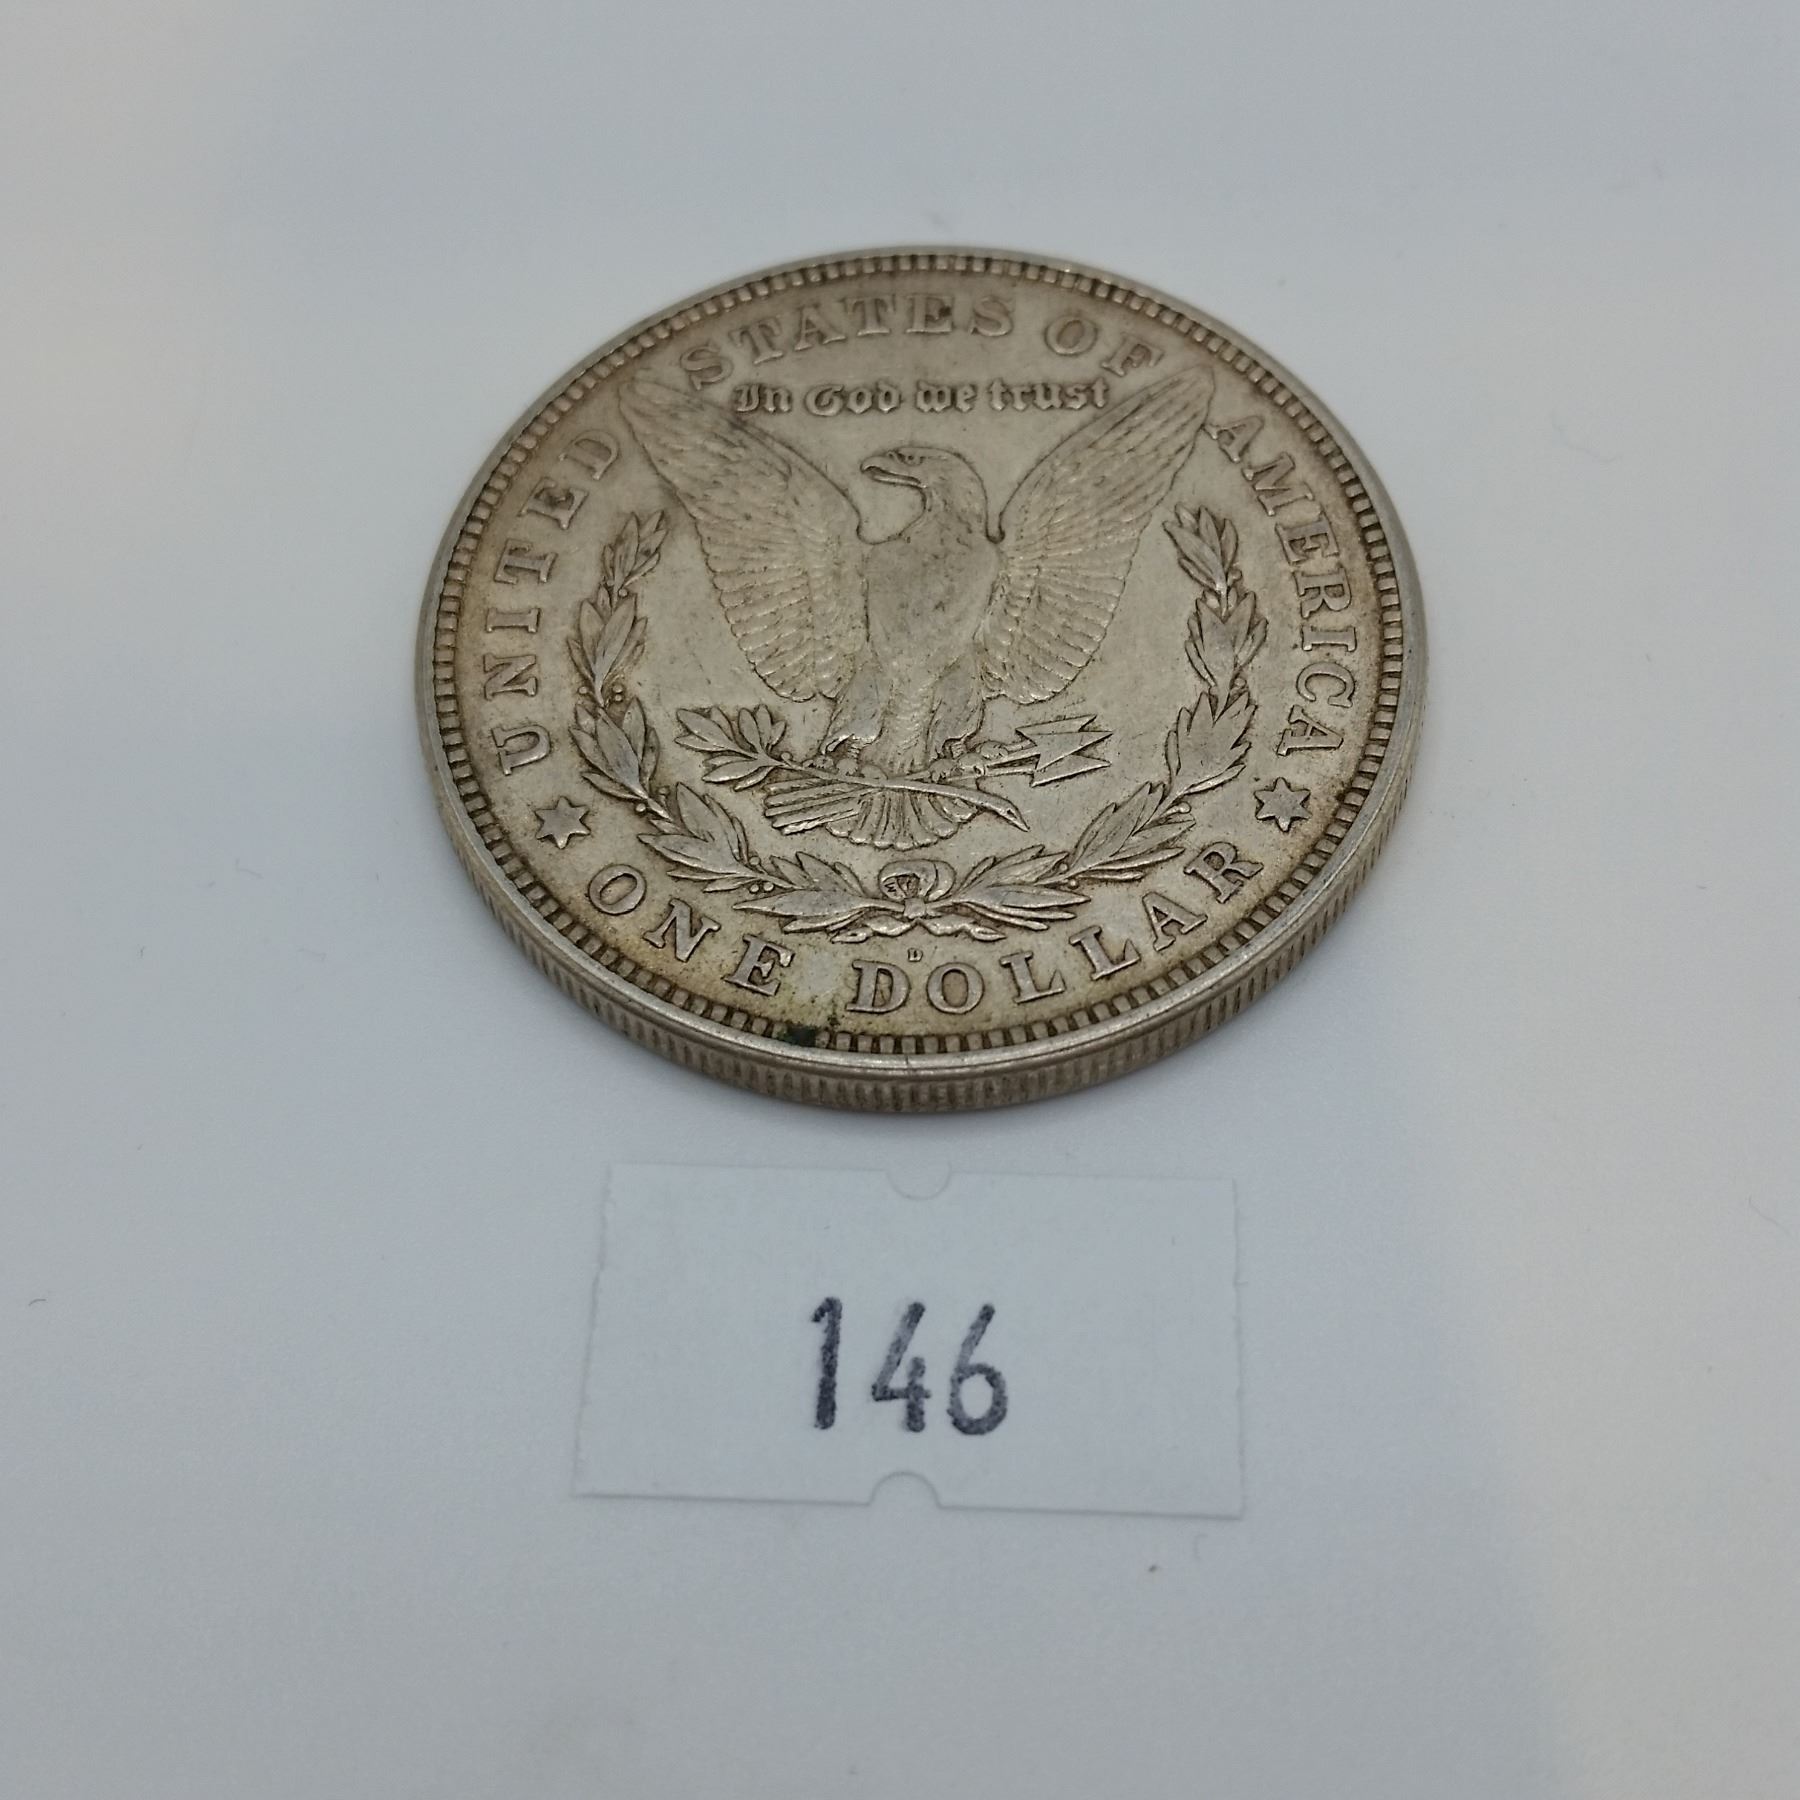 UNITED STATES OF AMERICA
In God we trust
D
ONE DOLLAR
146